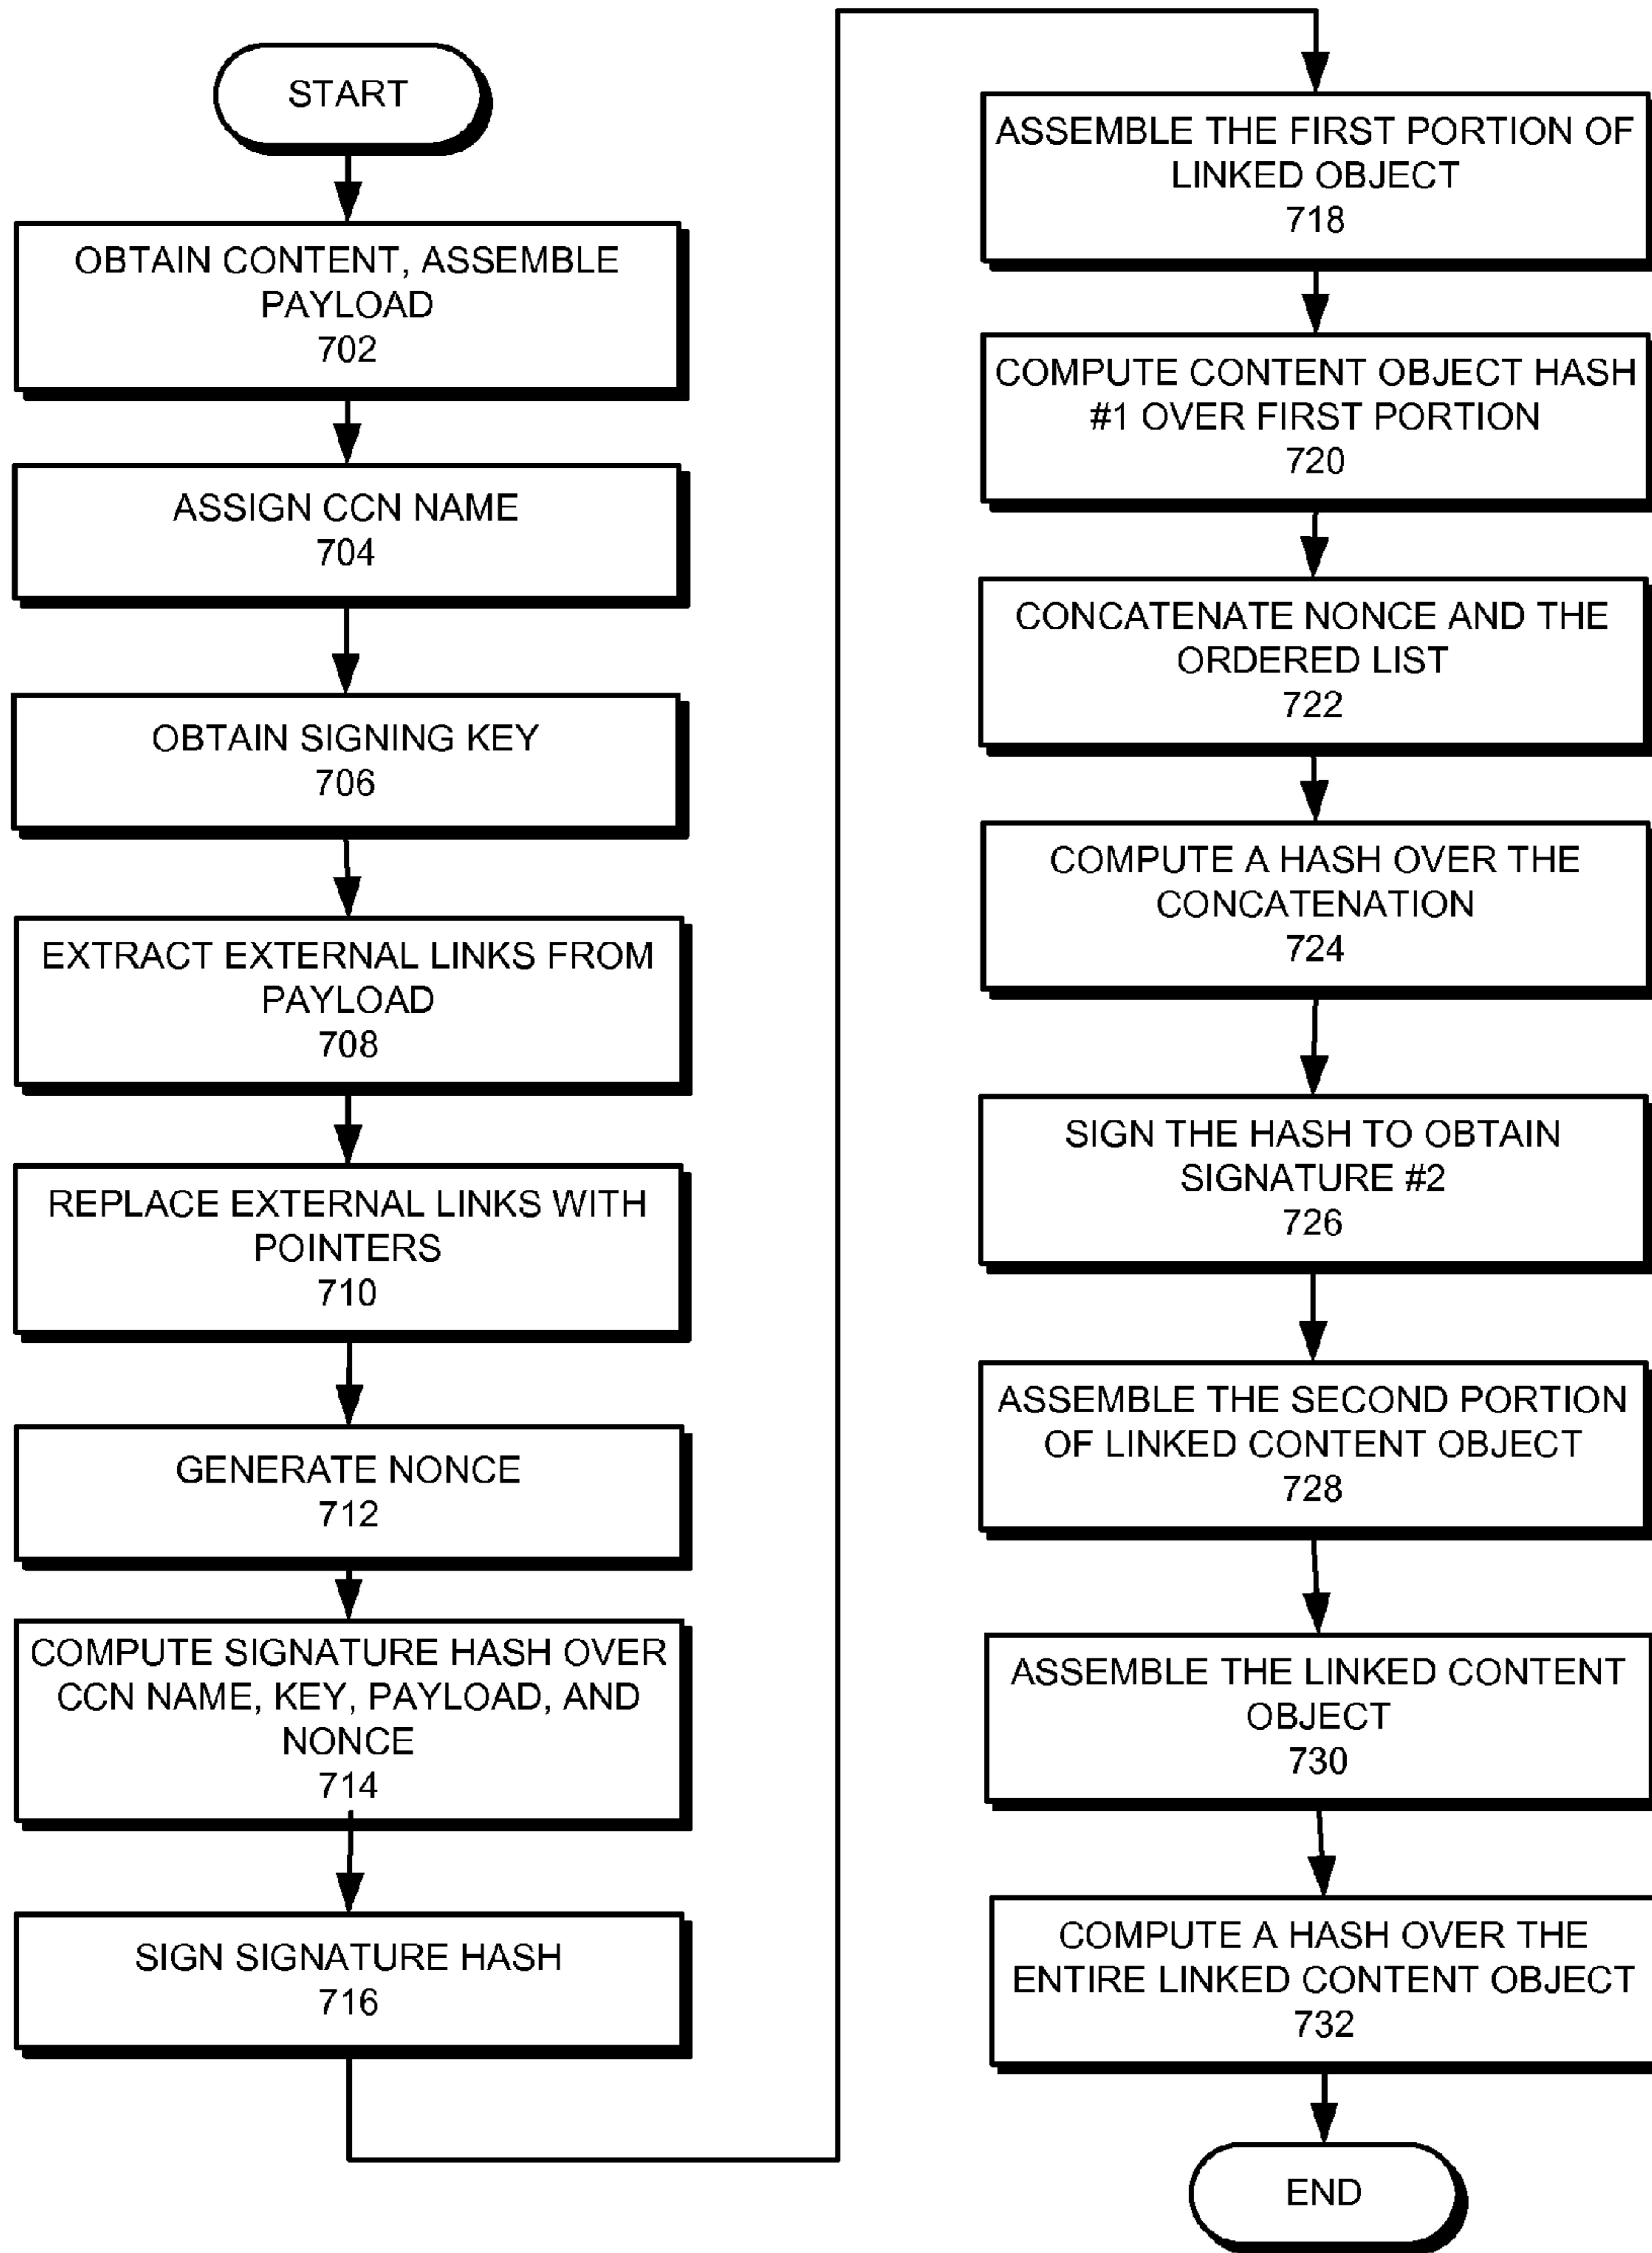 START
OBTAIN CONTENT, ASSEMBLE
PAYLOAD
702
ASSIGN CCN NAME
704
OBTAIN SIGNING KEY
706
EXTRACT EXTERNAL LINKS FROM
PAYLOAD
708
REPLACE EXTERNAL LINKS WITH
POINTERS
710
GENERATE NONCE
712
COMPUTE SIGNATURE HASH OVER
CCN NAME, KEY, PAYLOAD, AND
NONCE
714
SIGN SIGNATURE HASH
716
ASSEMBLE THE FIRST PORTION OF
LINKED OBJECT
718
COMPUTE CONTENT OBJECT HASH
#1 OVER FIRST PORTION
720
CONCATENATE NONCE AND THE
ORDERED LIST
722
COMPUTE A HASH OVER THE
CONCATENATION
724
SIGN THE HASH TO OBTAIN
SIGNATURE #2
726
ASSEMBLE THE SECOND PORTION
OF LINKED CONTENT OBJECT
728
ASSEMBLE THE LINKED CONTENT
OBJECT
730
COMPUTE A HASH OVER THE
ENTIRE LINKED CONTENT OBJECT
732
END